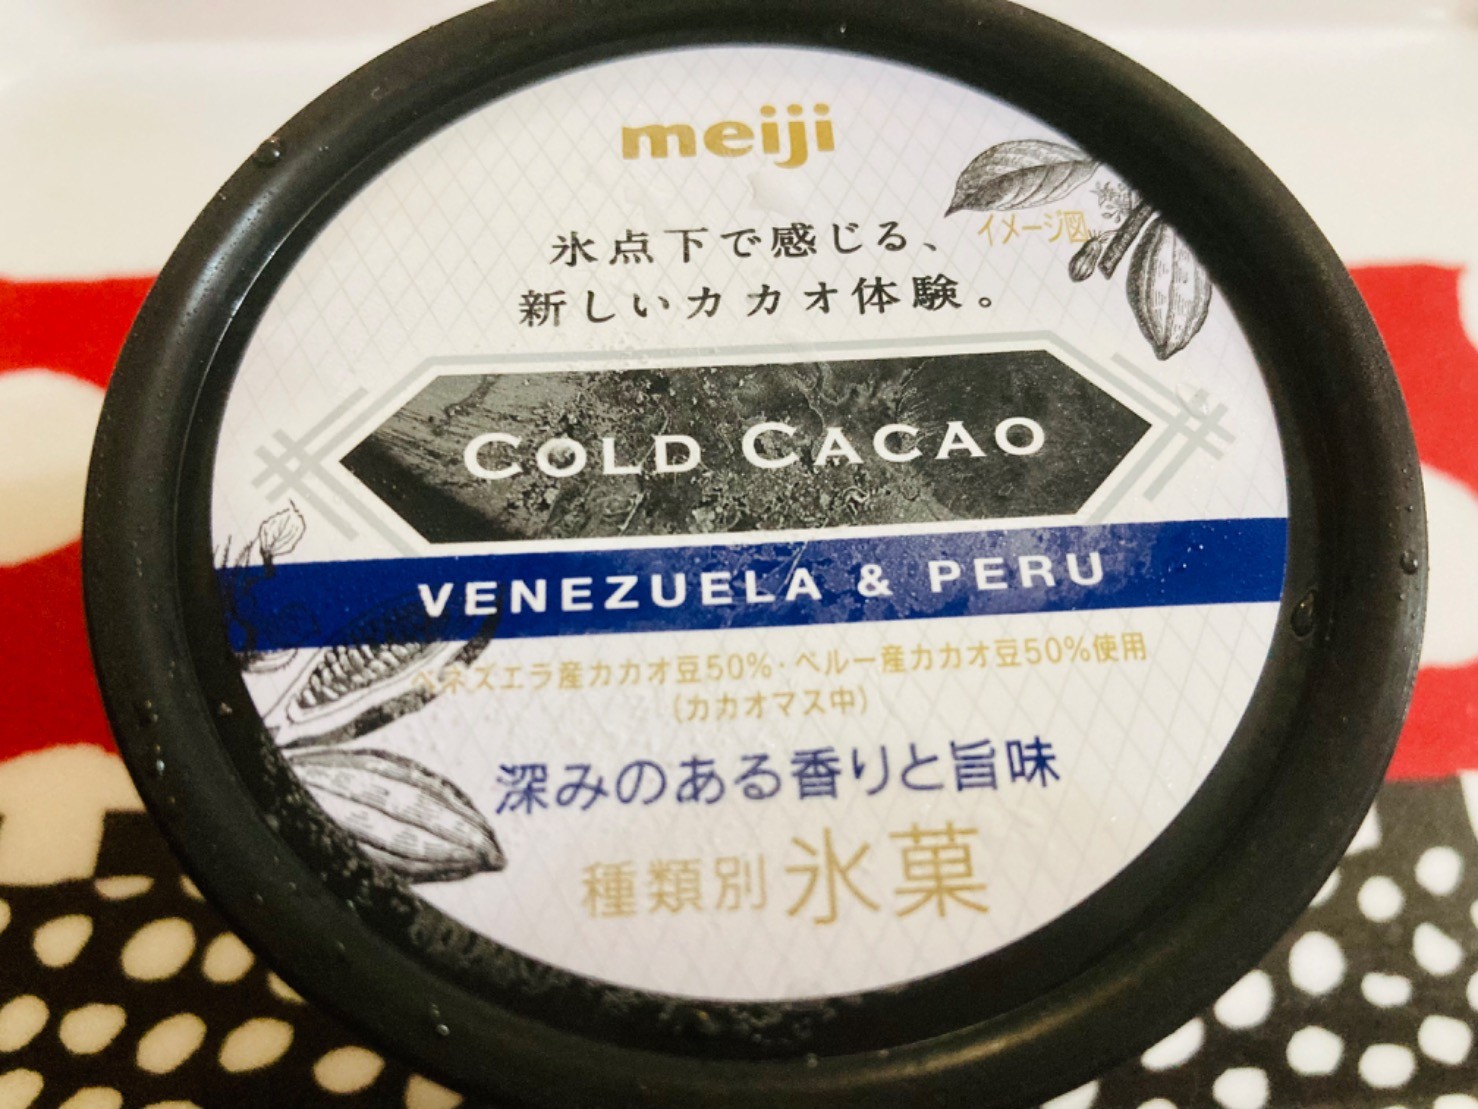 meiji
氷点下で感じる、
イメージ図
新しいカカオ体験。
COLD CACAO
VENEZUELA & PERU
ベネズエラ産カカオ豆50%・ペルー産カカオ豆50%使用
(カカオマス中)
深みのある香りと旨味
種類別 氷菓